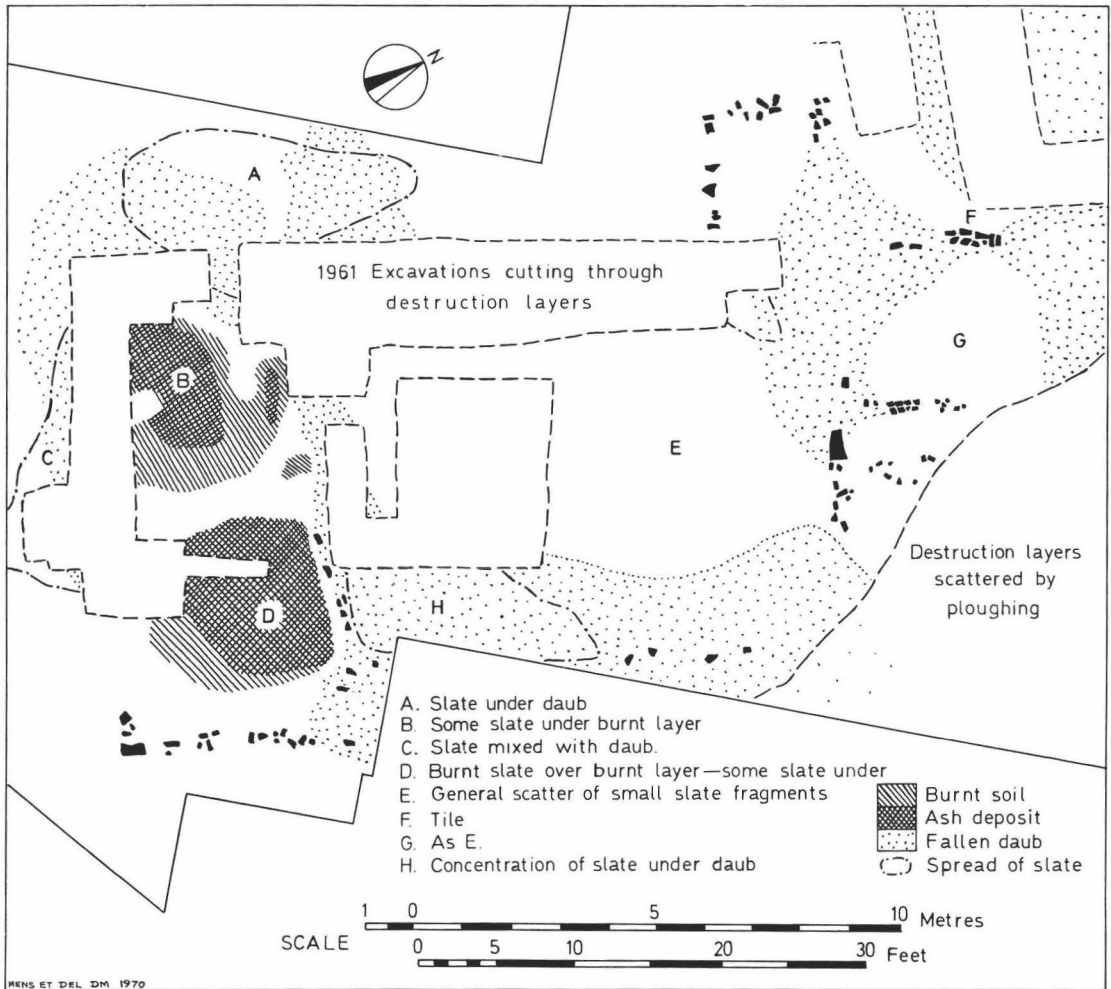 N
A
1961 Excavations cutting through
destruction layers
F
B
G
C
E
Destruction layers
scattered by
ploughing
D
H
A. Slate under daub
B. Some slate under burnt layer
C. Slate mixed with daub.
D. Burnt slate over burnt layer—some slate under
E. General scatter of small slate fragments
F. Tile
G. As E.
H. Concentration of slate under daub
Burnt soil
Ash deposit
Fallen daub
Spread of slate
1 0 5 10 Metres
SCALE
0 5 10 20 30 Feet
MENS ET DEL DM 1970